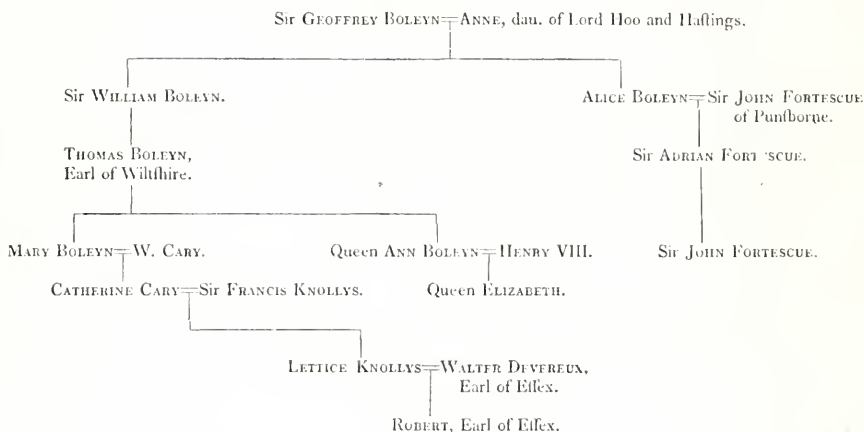 Sir GEOFFREY BOLEYN ANNE, dau. of Lord Hoo and Haſtings.
Sir WILLIAM BOLEYN. ALICE BOLEYN Sir JOHN FORTESCUE
of Punſborne.
THOMAS BOLEYN, Sir ADRIAN FORTESCUE.
Earl of Wiltſhire.
MARY BOLEYN W. CARY. Queen ANN BOLEYN HENRY VIII. Sir JOHN FORTESCUE.
CATHERINE CARY Sir FRANCIS KNOLLYS. Queen ELIZABETH.
LETTICE KNOLLYS WALTER DEVEREUX,
Earl of Eſſex.
ROBERT, Earl of Eſſex.